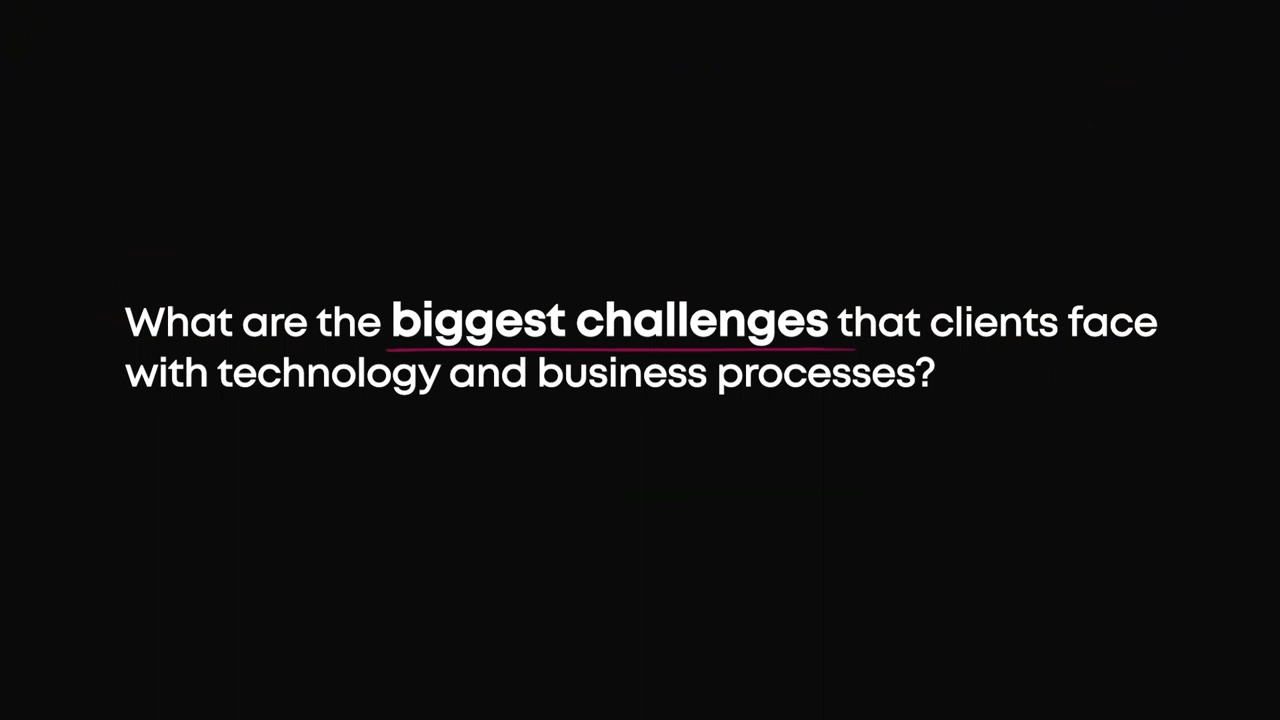 What are the biggest challenges that clients face
with technology and business processes?